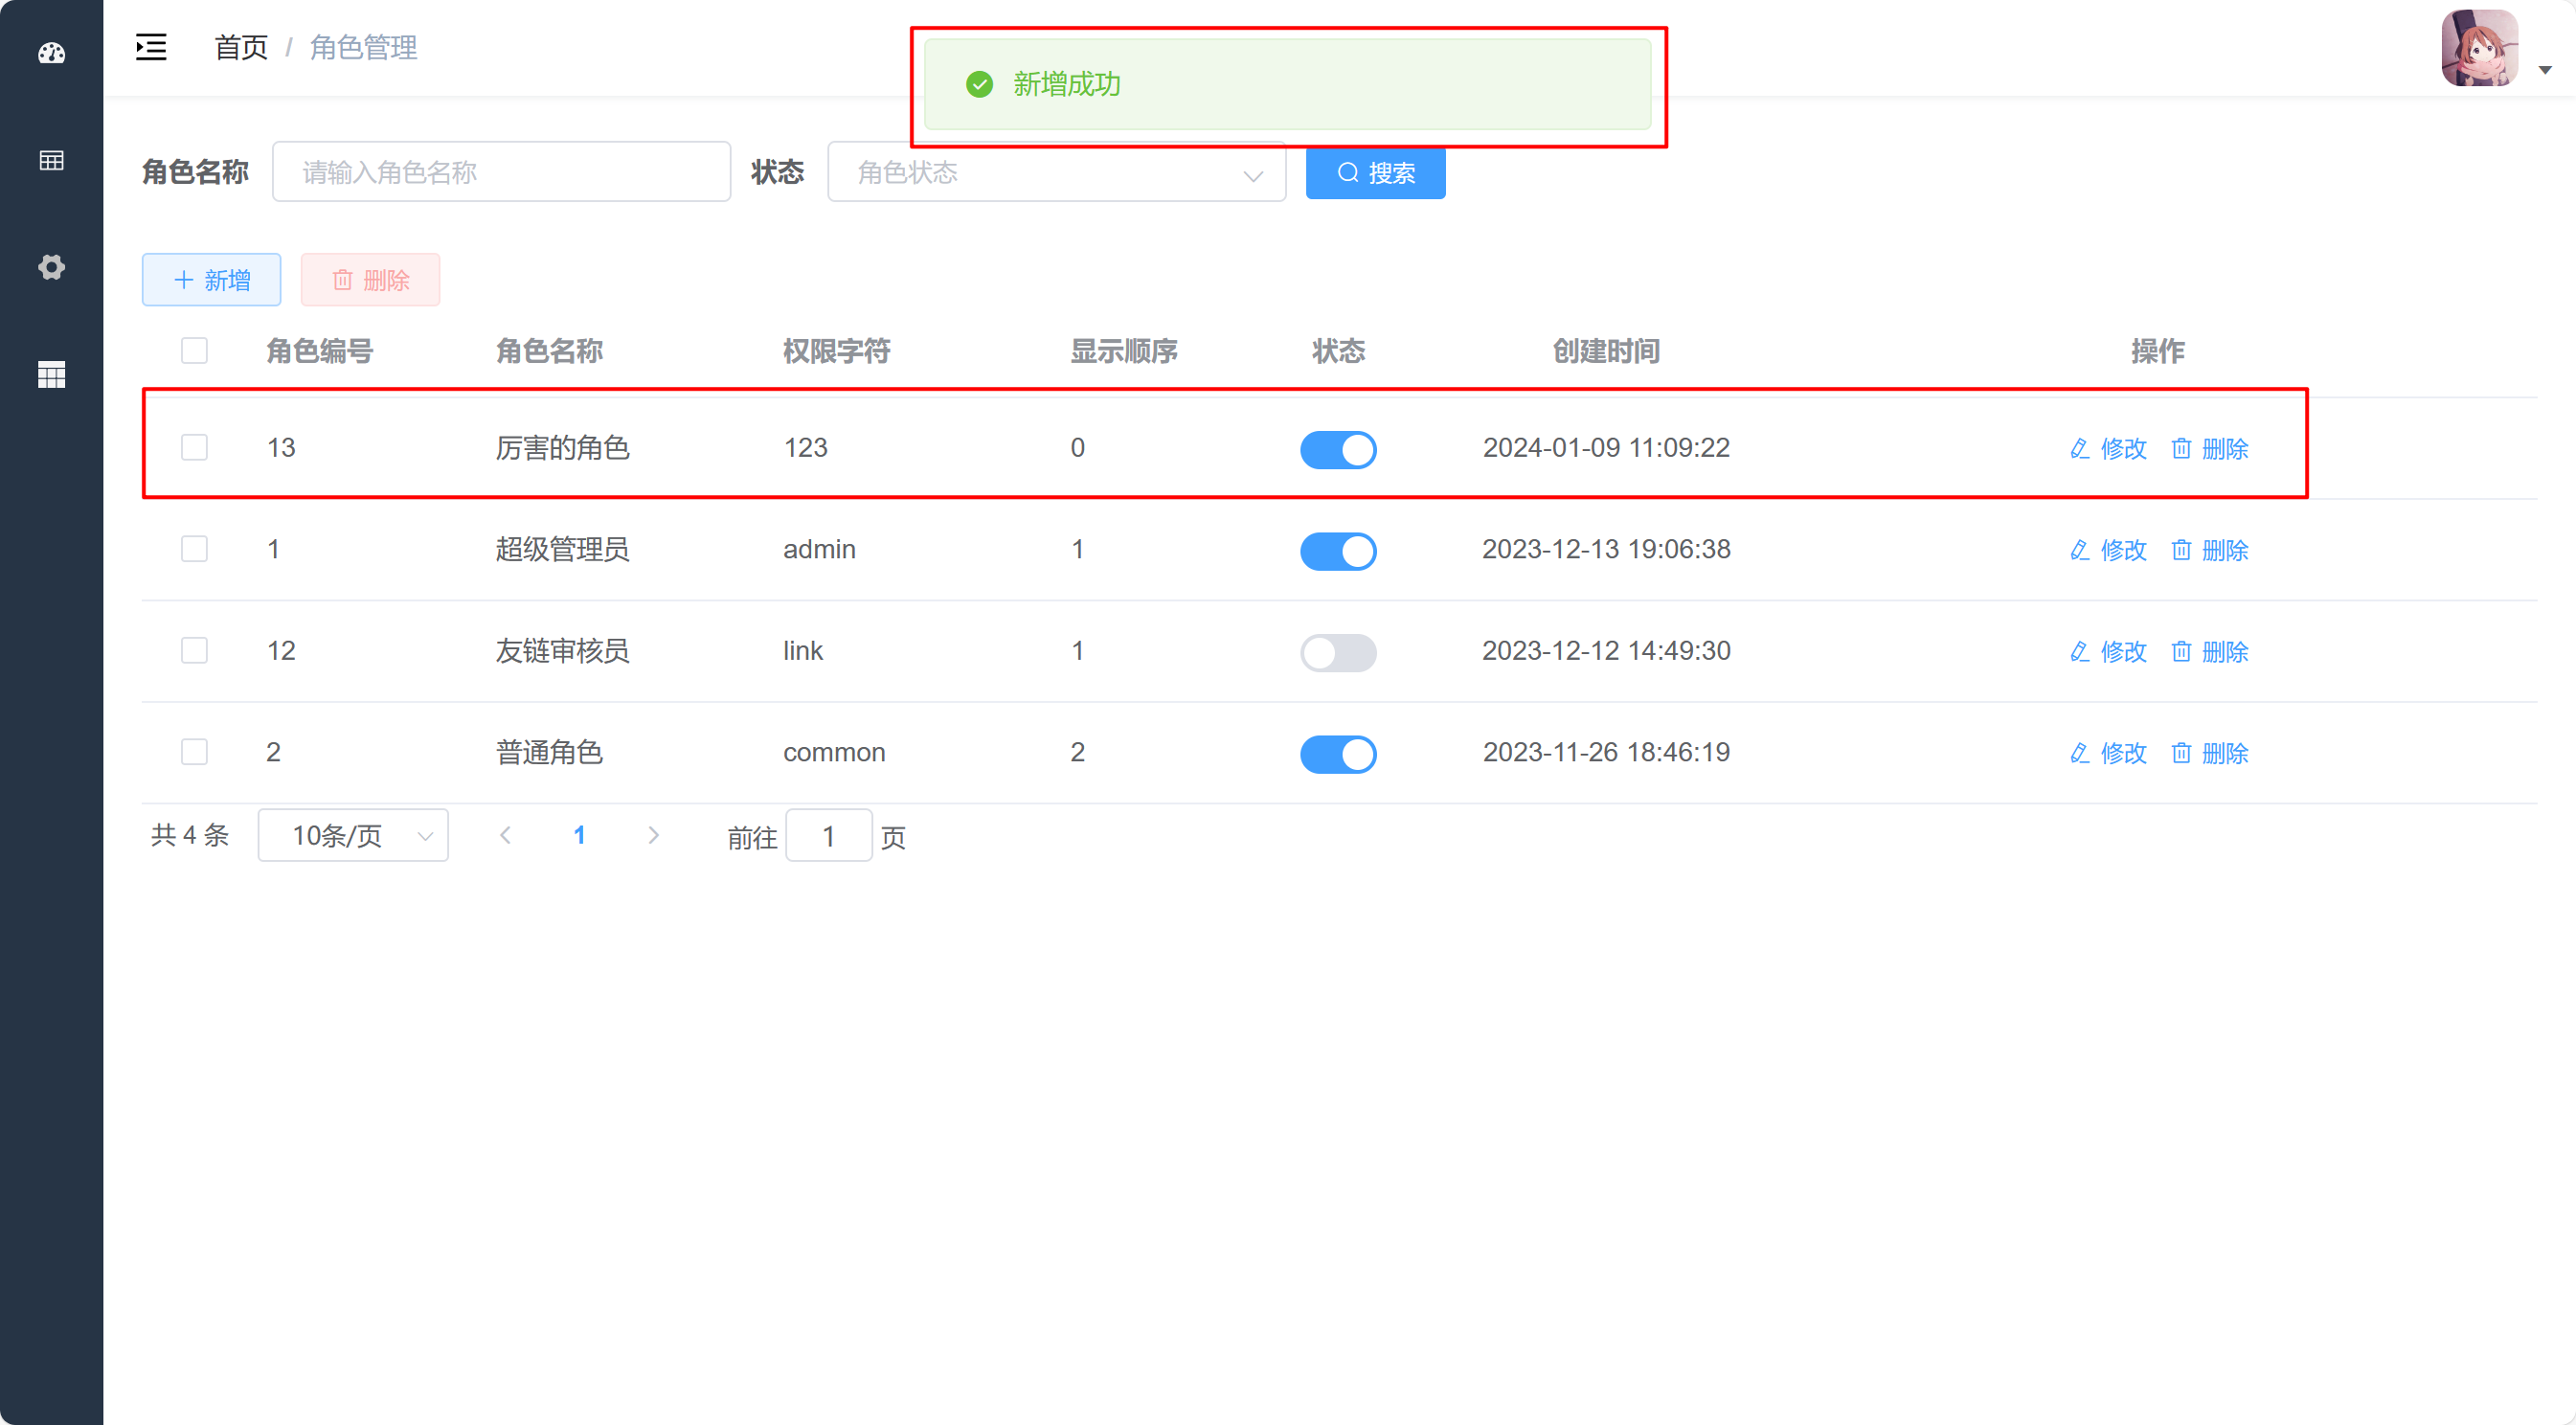 首页 / 角色管理
新增成功
角色名称 请输入角色名称 状态 角色状态 搜索
新增 删除
角色编号 角色名称 权限字符 显示顺序 状态 创建时间 操作
13 厉害的角色 123 0 2024-01-09 11:09:22 修改 删除
1 超级管理员 admin 1 2023-12-13 19:06:38 修改 删除
12 友链审核员 link 1 2023-12-12 14:49:30 修改 删除
2 普通角色 common 2 2023-11-26 18:46:19 修改 删除
共 4 条 10条/页 1 前往 1 页